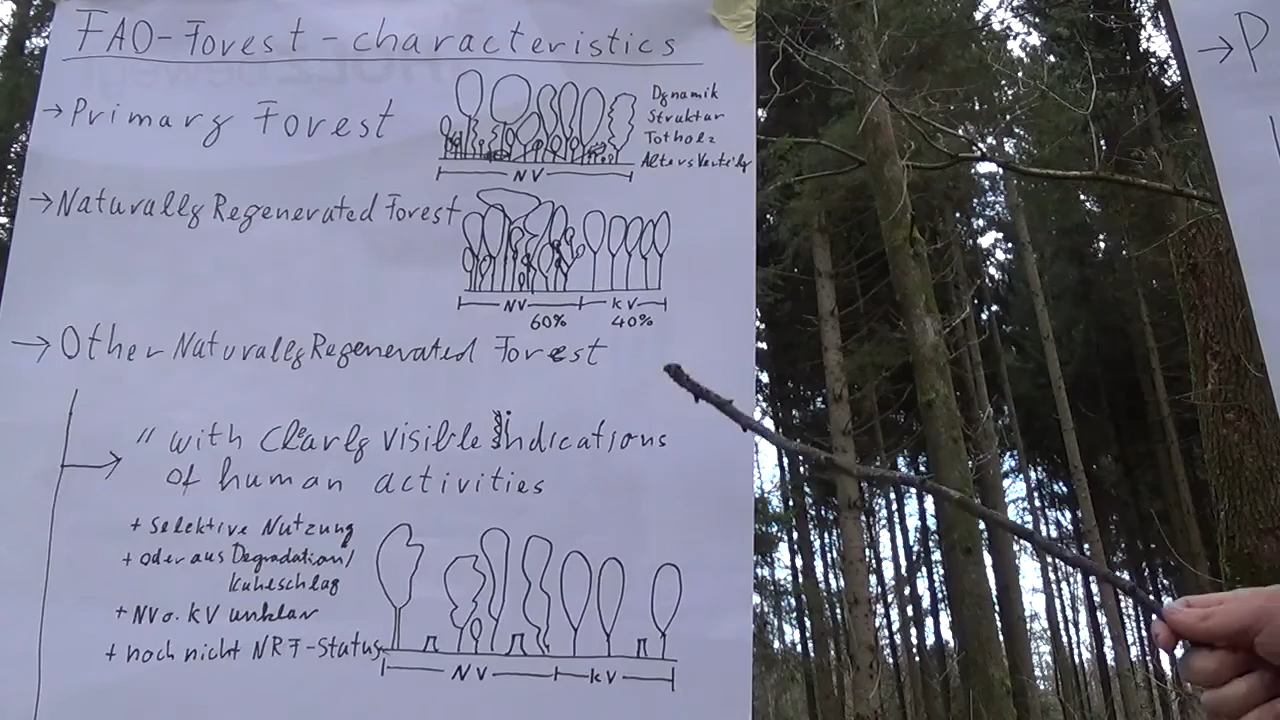 FAO-Forest-characteristics
→ Primary Forest
Dynamik
Struktur
Totholz
Altersverteilg
NV
→ Naturally Regenerated Forest
NV kV
60% 40%
→ Other Naturally Regenerated Forest
" with Clearly visible indications
of human activities
+ Selektive Nutzung
+ oder aus Degradation/
Kahlschlag
+ NV o. kV unklar
+ noch nicht NRF-Status
NV kV
→ P